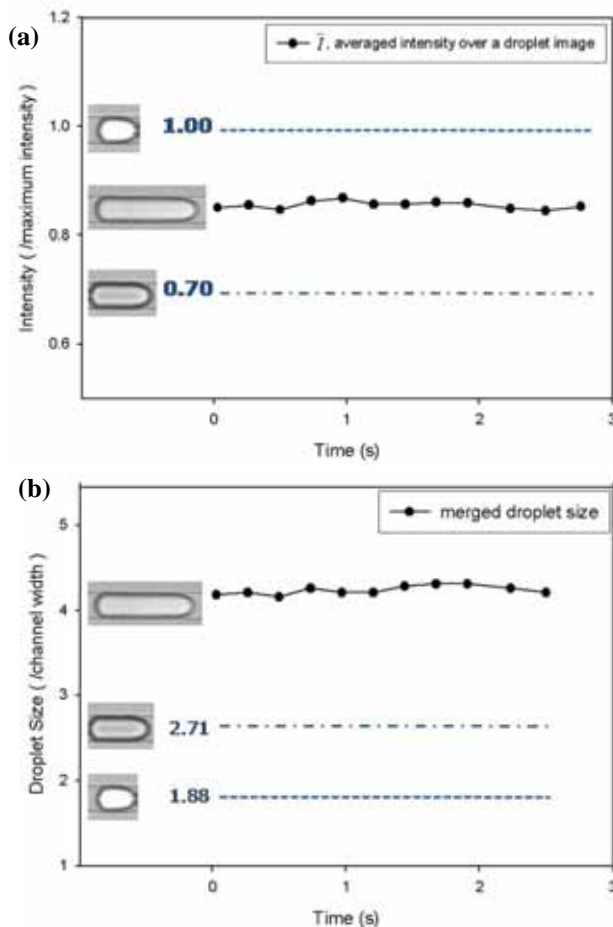 (a)
1.2
Ī, averaged intensity over a droplet image
1.00
1.0
0.8
0.70
0.6
Intensity ( /maximum intensity )
0
1
2
3
Time (s)
(b)
merged droplet size
5
4
3
2.71
2
1.88
1
Droplet Size ( /channel width )
0
1
2
3
Time (s)